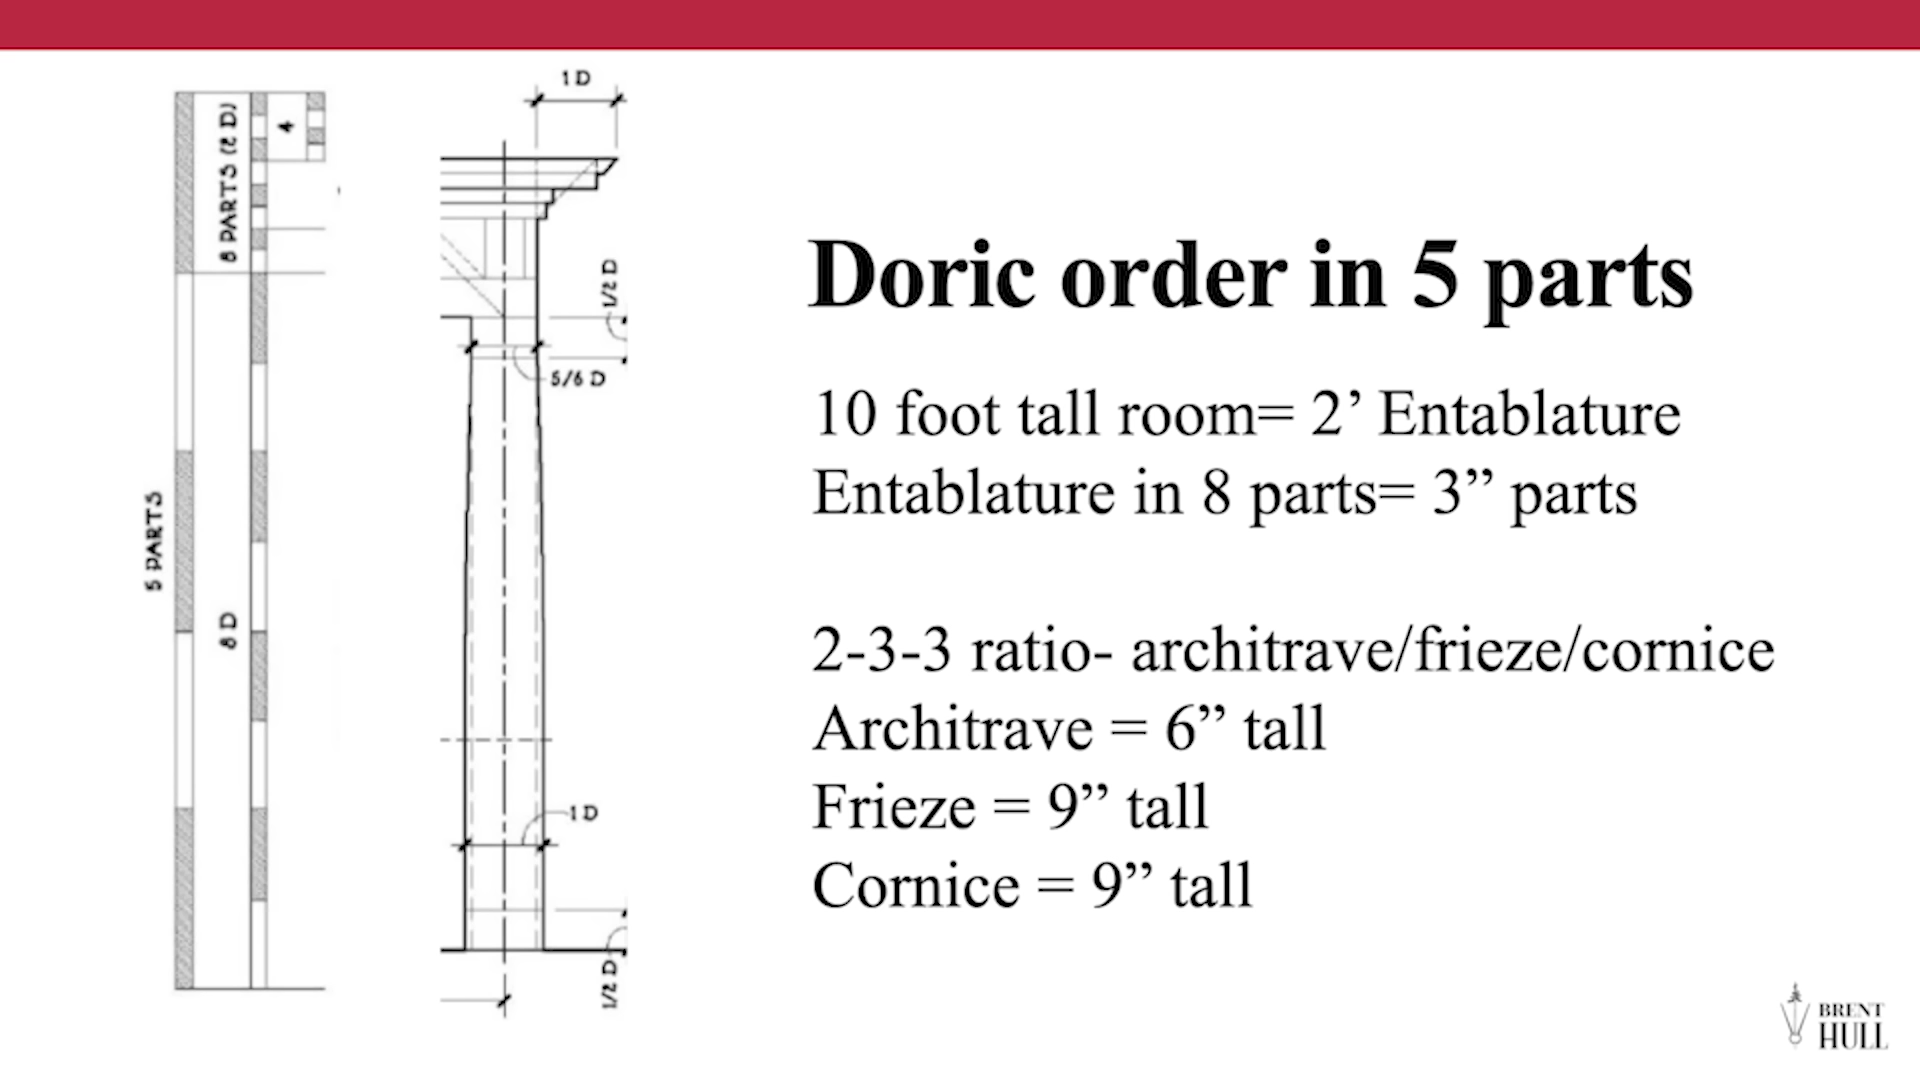 1 D
8 PARTS (2 D)
4
1/2 D
5/6 D
5 PARTS
8 D
1 D
1/2 D
Doric order in 5 parts
10 foot tall room= 2’ Entablature
Entablature in 8 parts= 3” parts
2-3-3 ratio- architrave/frieze/cornice
Architrave = 6” tall
Frieze = 9” tall
Cornice = 9” tall
BRENT
HULL